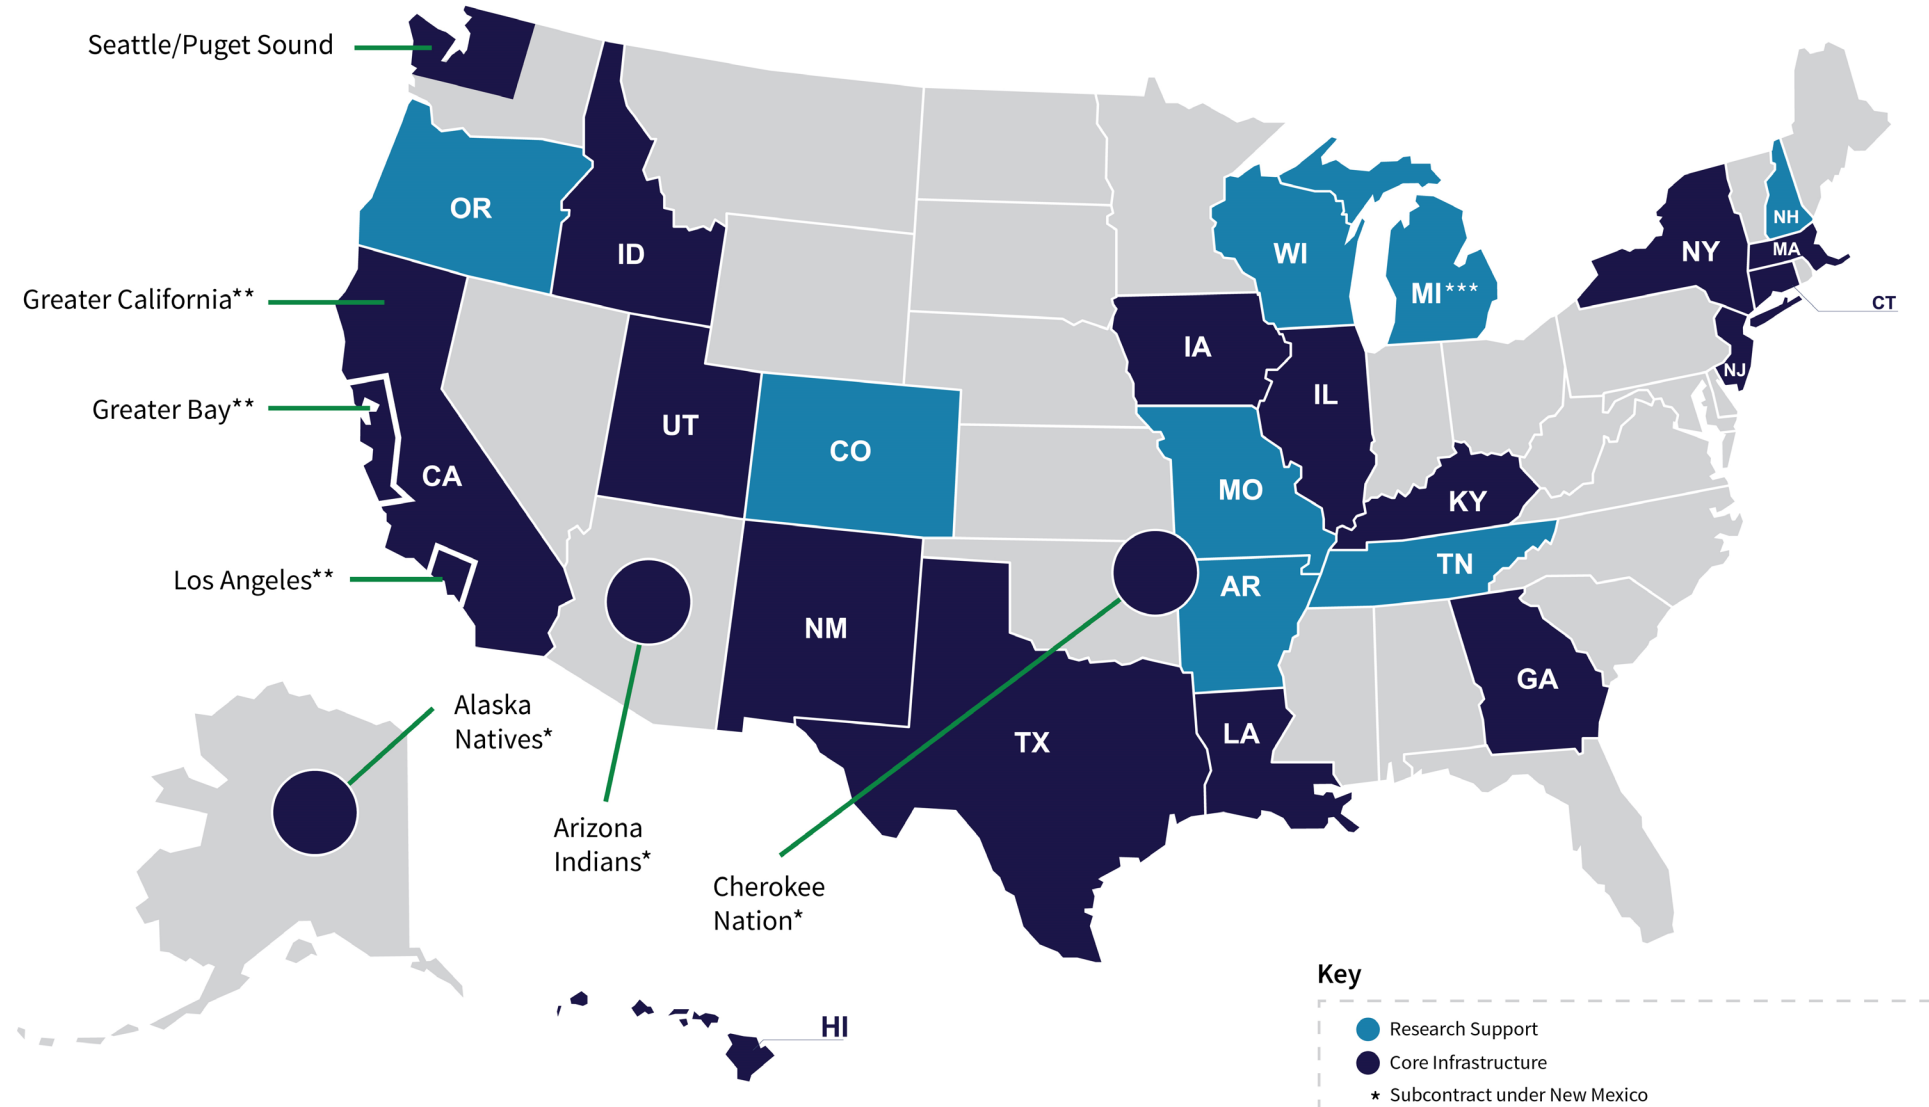 Seattle/Puget Sound
OR
ID
WI
MI***
NY
NH
MA
CT
NJ
Greater California**
Greater Bay**
CA
Los Angeles**
UT
CO
IA
IL
MO
KY
TN
AR
NM
TX
LA
GA
Alaska
Natives*
Arizona
Indians*
Cherokee
Nation*
HI
Key
Research Support
Core Infrastructure
* Subcontract under New Mexico